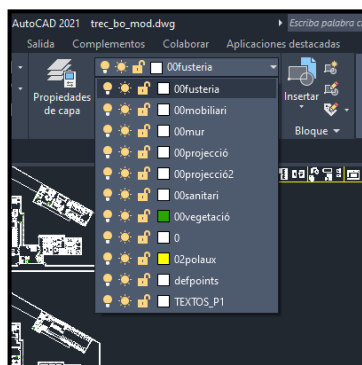 AutoCAD 2021 trec_bo_mod.dwg
Escriba palabra c
Salida Complementos Colaborar Aplicaciones destacadas
Propiedades de capa
00fusteria
Insertar
Bloque
00fusteria
00mobiliari
00mur
00projecció
00projecció2
00sanitari
00vegetació
0
02polaux
defpoints
TEXTOS_P1